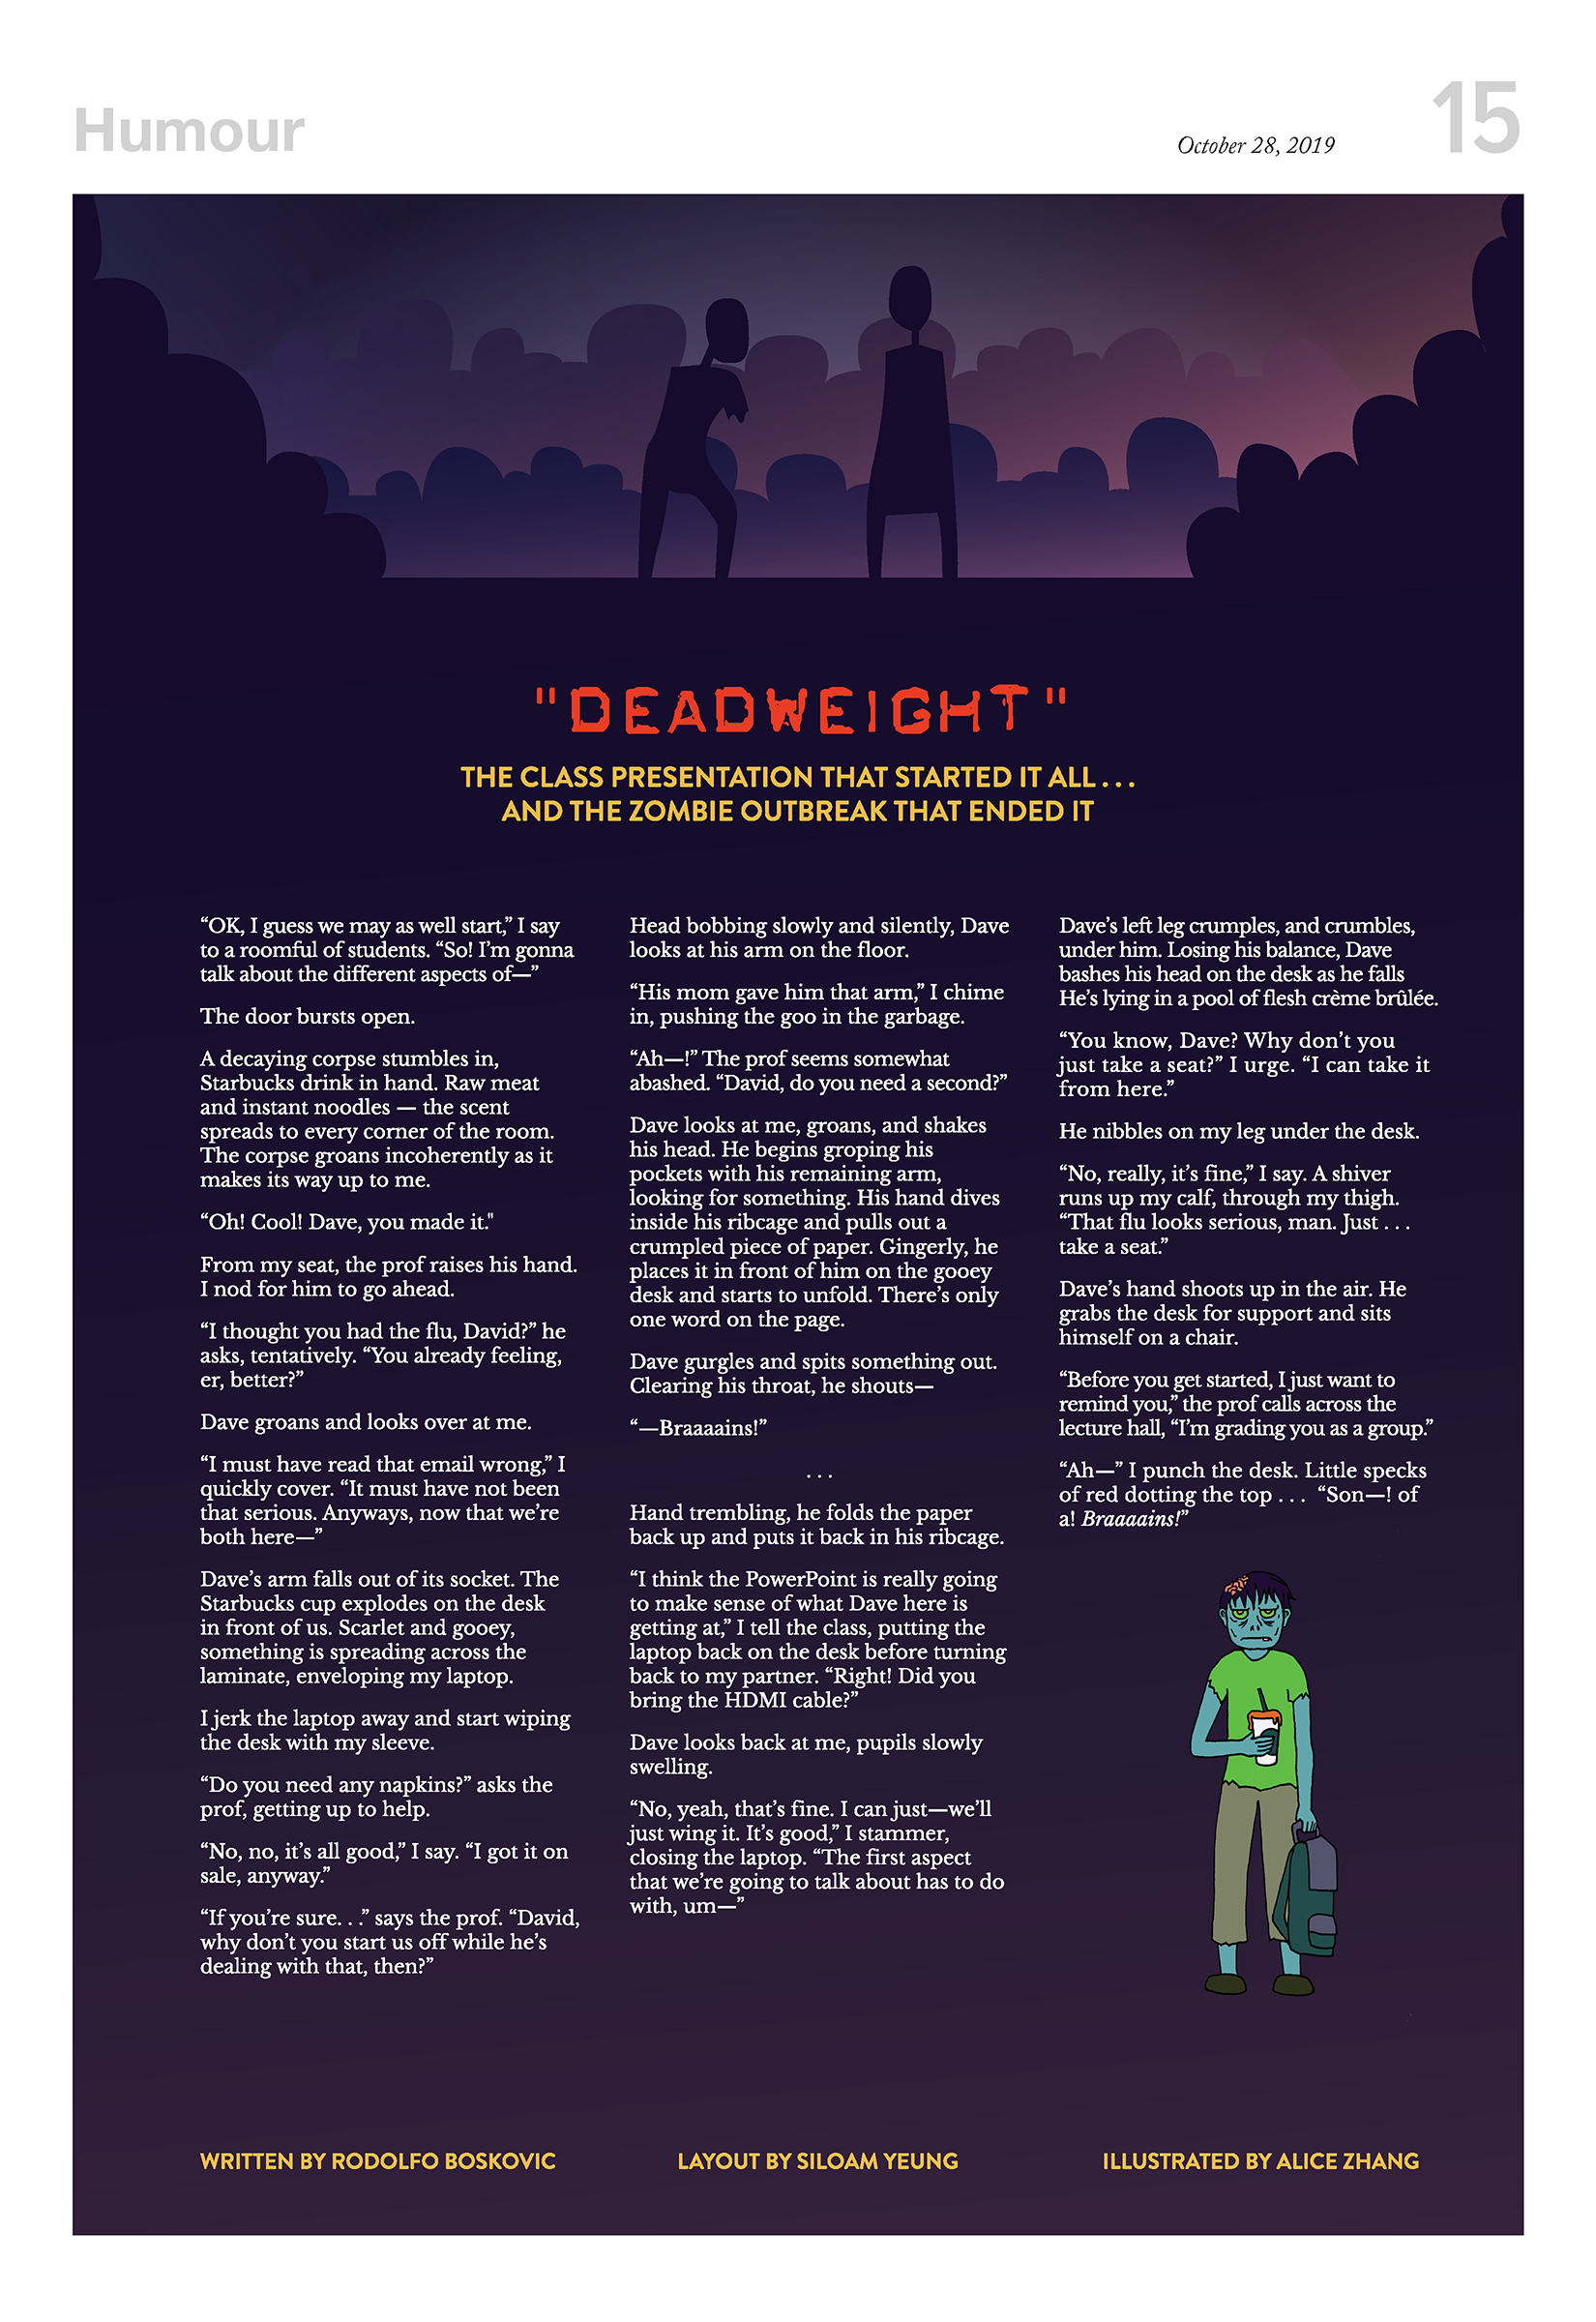 Humour
October 28, 2019
15
"DEADWEIGHT"
THE CLASS PRESENTATION THAT STARTED IT ALL . . .
AND THE ZOMBIE OUTBREAK THAT ENDED IT
“OK, I guess we may as well start,” I say
to a roomful of students. “So! I’m gonna
talk about the different aspects of—”
The door bursts open.
A decaying corpse stumbles in,
Starbucks drink in hand. Raw meat
and instant noodles — the scent
spreads to every corner of the room.
The corpse groans incoherently as it
makes its way up to me.
“Oh! Cool! Dave, you made it."
From my seat, the prof raises his hand.
I nod for him to go ahead.
“I thought you had the flu, David?” he
asks, tentatively. “You already feeling,
er, better?”
Dave groans and looks over at me.
“I must have read that email wrong,” I
quickly cover. “It must have not been
that serious. Anyways, now that we’re
both here—”
Dave’s arm falls out of its socket. The
Starbucks cup explodes on the desk
in front of us. Scarlet and gooey,
something is spreading across the
laminate, enveloping my laptop.
I jerk the laptop away and start wiping
the desk with my sleeve.
“Do you need any napkins?” asks the
prof, getting up to help.
“No, no, it’s all good,” I say. “I got it on
sale, anyway.”
“If you’re sure. . .” says the prof. “David,
why don’t you start us off while he’s
dealing with that, then?”
Head bobbing slowly and silently, Dave
looks at his arm on the floor.
“His mom gave him that arm,” I chime
in, pushing the goo in the garbage.
“Ah—!” The prof seems somewhat
abashed. “David, do you need a second?”
Dave looks at me, groans, and shakes
his head. He begins groping his
pockets with his remaining arm,
looking for something. His hand dives
inside his ribcage and pulls out a
crumpled piece of paper. Gingerly, he
places it in front of him on the gooey
desk and starts to unfold. There’s only
one word on the page.
Dave gurgles and spits something out.
Clearing his throat, he shouts—
“—Braaaains!”
. . .
Hand trembling, he folds the paper
back up and puts it back in his ribcage.
“I think the PowerPoint is really going
to make sense of what Dave here is
getting at,” I tell the class, putting the
laptop back on the desk before turning
back to my partner. “Right! Did you
bring the HDMI cable?”
Dave looks back at me, pupils slowly
swelling.
“No, yeah, that’s fine. I can just—we’ll
just wing it. It’s good,” I stammer,
closing the laptop. “The first aspect
that we’re going to talk about has to do
with, um—”
Dave’s left leg crumples, and crumbles,
under him. Losing his balance, Dave
bashes his head on the desk as he falls
He’s lying in a pool of flesh crème brûlée.
“You know, Dave? Why don’t you
just take a seat?” I urge. “I can take it
from here.”
He nibbles on my leg under the desk.
“No, really, it’s fine,” I say. A shiver
runs up my calf, through my thigh.
“That flu looks serious, man. Just . . .
take a seat.”
Dave’s hand shoots up in the air. He
grabs the desk for support and sits
himself on a chair.
“Before you get started, I just want to
remind you,” the prof calls across the
lecture hall, “I’m grading you as a group.”
“Ah—” I punch the desk. Little specks
of red dotting the top . . . “Son—! of
a! Braaaains!”
WRITTEN BY RODOLFO BOSKOVIC
LAYOUT BY SILOAM YEUNG
ILLUSTRATED BY ALICE ZHANG